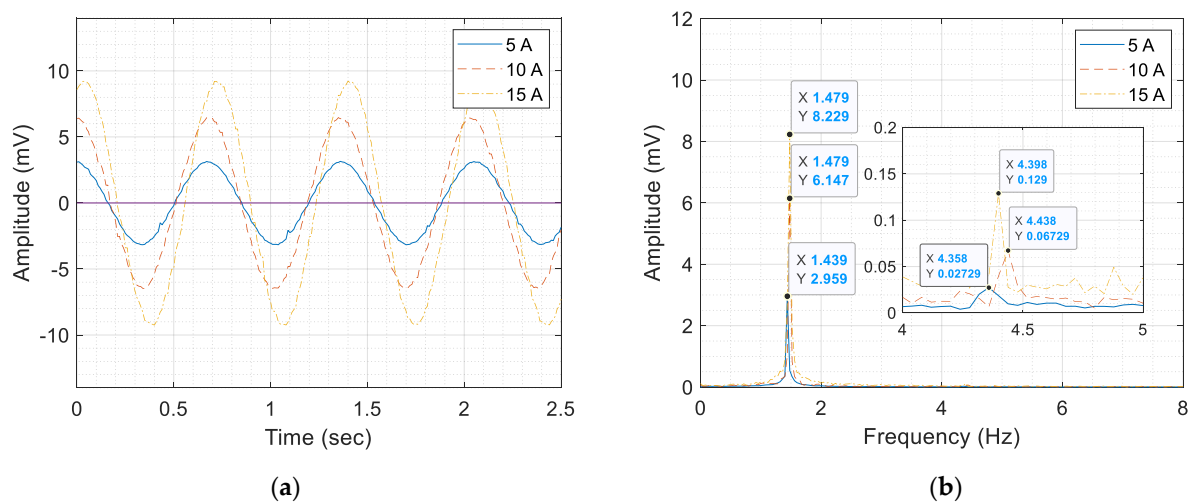 10
5
0
-5
-10
Amplitude (mV)
0
0.5
1
1.5
2
2.5
Time (sec)
5 A
10 A
15 A
(a)
12
10
8
6
4
2
0
Amplitude (mV)
0
2
4
6
8
Frequency (Hz)
5 A
10 A
15 A
X 1.479
Y 8.229
X 1.479
Y 6.147
X 1.439
Y 2.959
0.2
0.15
0.1
0.05
0
4
4.5
5
X 4.398
Y 0.129
X 4.438
Y 0.06729
X 4.358
Y 0.02729
(b)